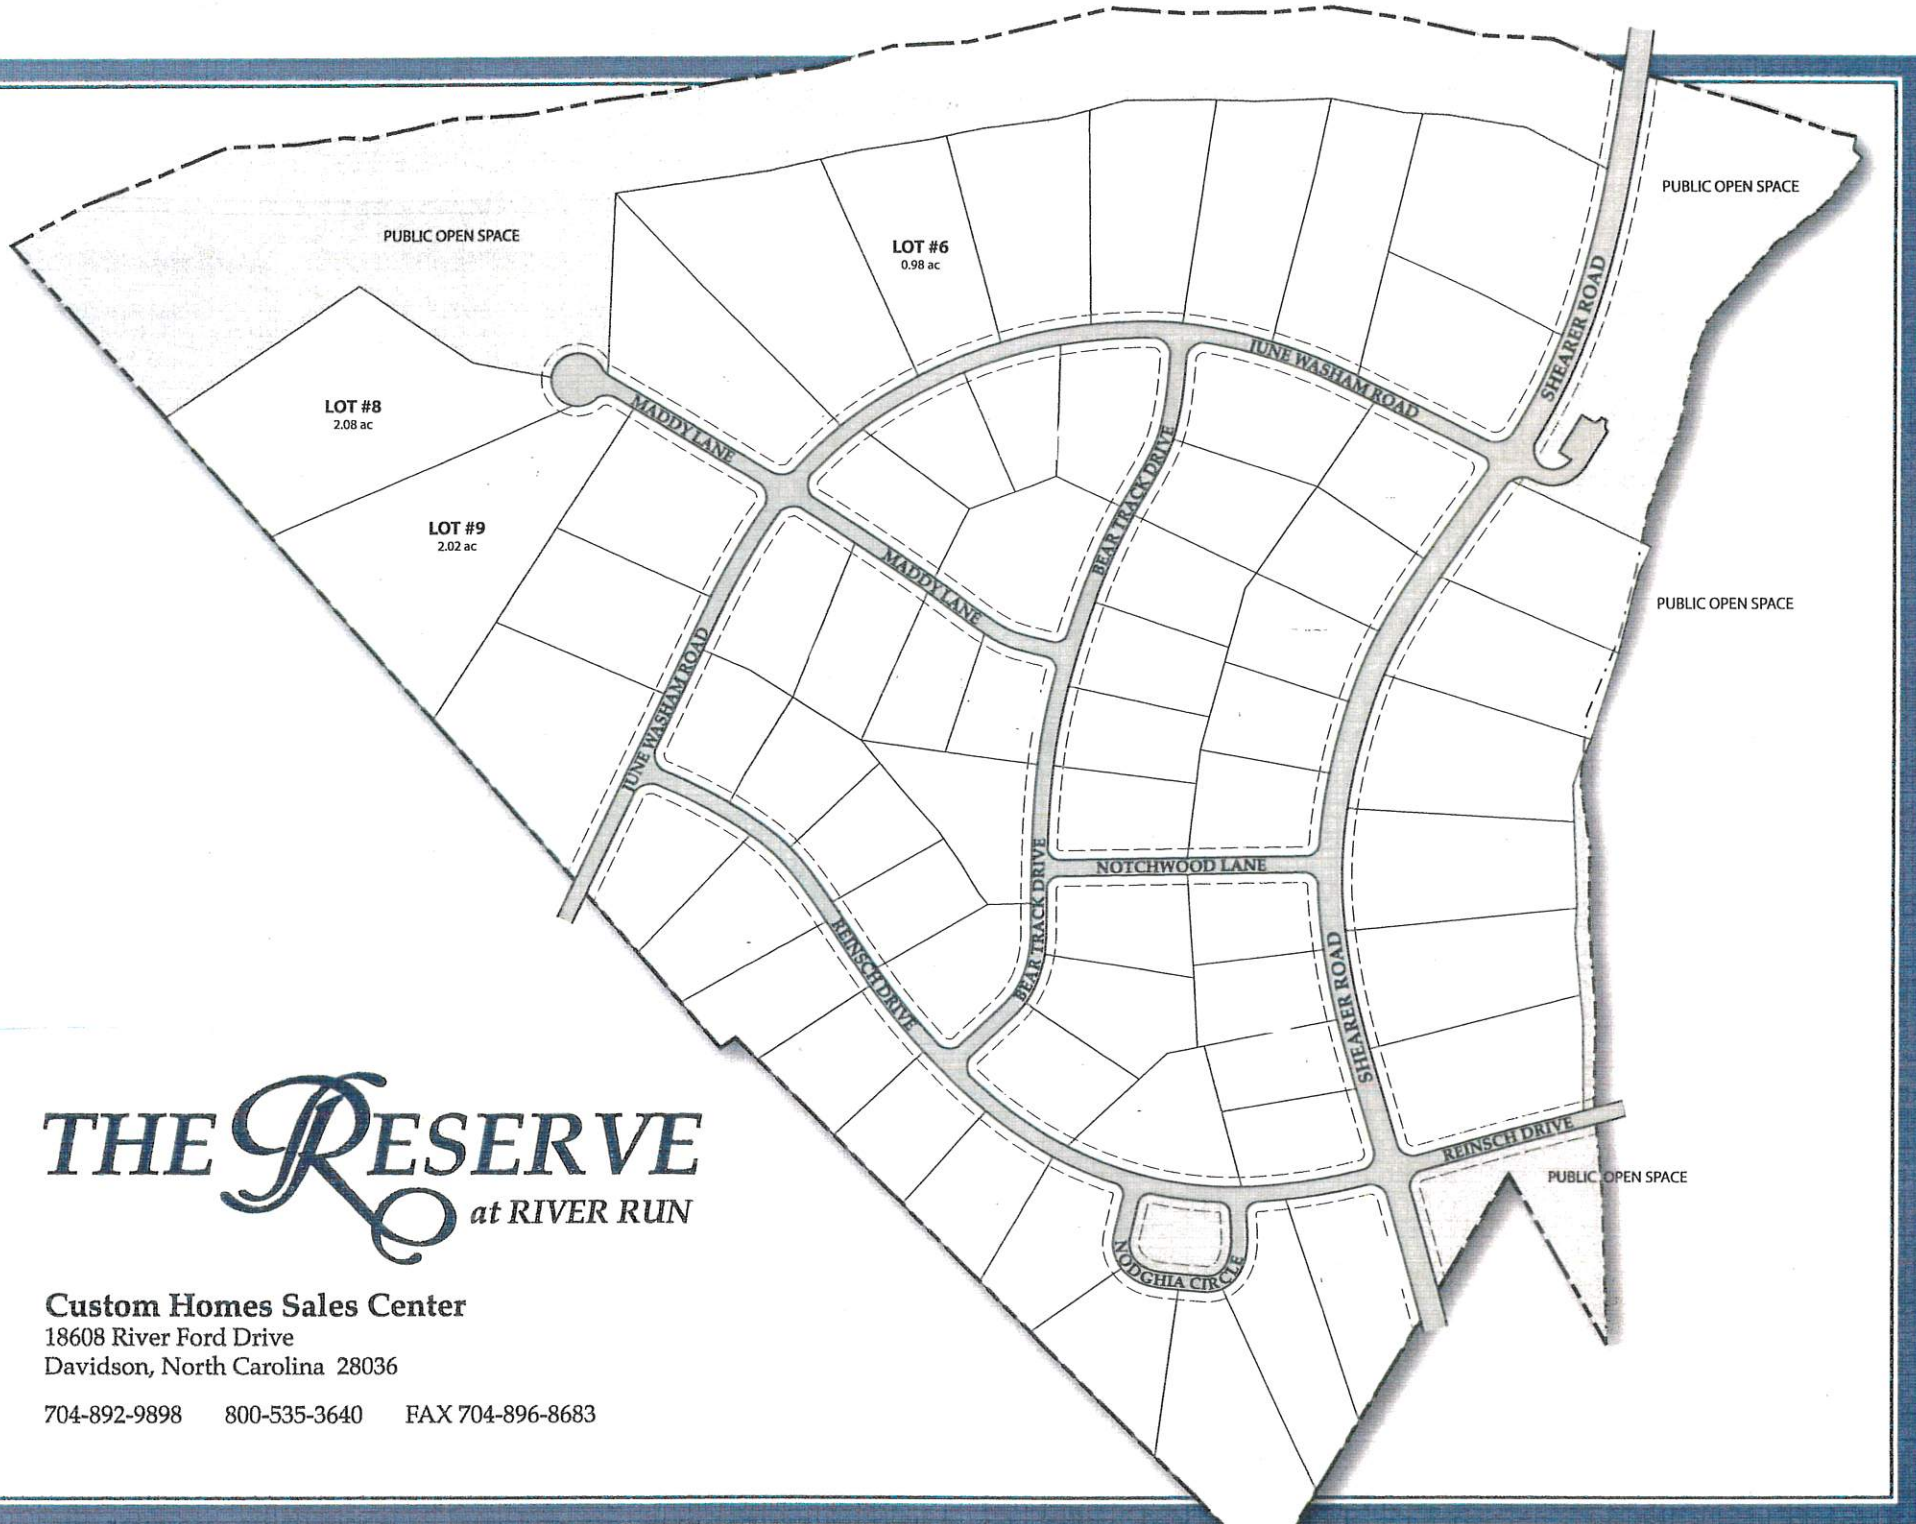 PUBLIC OPEN SPACE
PUBLIC OPEN SPACE
LOT #6
0.98 ac
SHEARER ROAD
JUNE WASHAM ROAD
LOT #8
2.08 ac
MADDY LANE
BEAR TRACK DRIVE
LOT #9
2.02 ac
MADDY LANE
PUBLIC OPEN SPACE
JUNE WASHAM ROAD
NOTCHWOOD LANE
BEAR TRACK DRIVE
REINSCH DRIVE
SHEARER ROAD
REINSCH DRIVE
PUBLIC OPEN SPACE
NODGHIA CIRCLE
THE RESERVE
at RIVER RUN
Custom Homes Sales Center
18608 River Ford Drive
Davidson, North Carolina 28036
704-892-9898 800-535-3640 FAX 704-896-8683